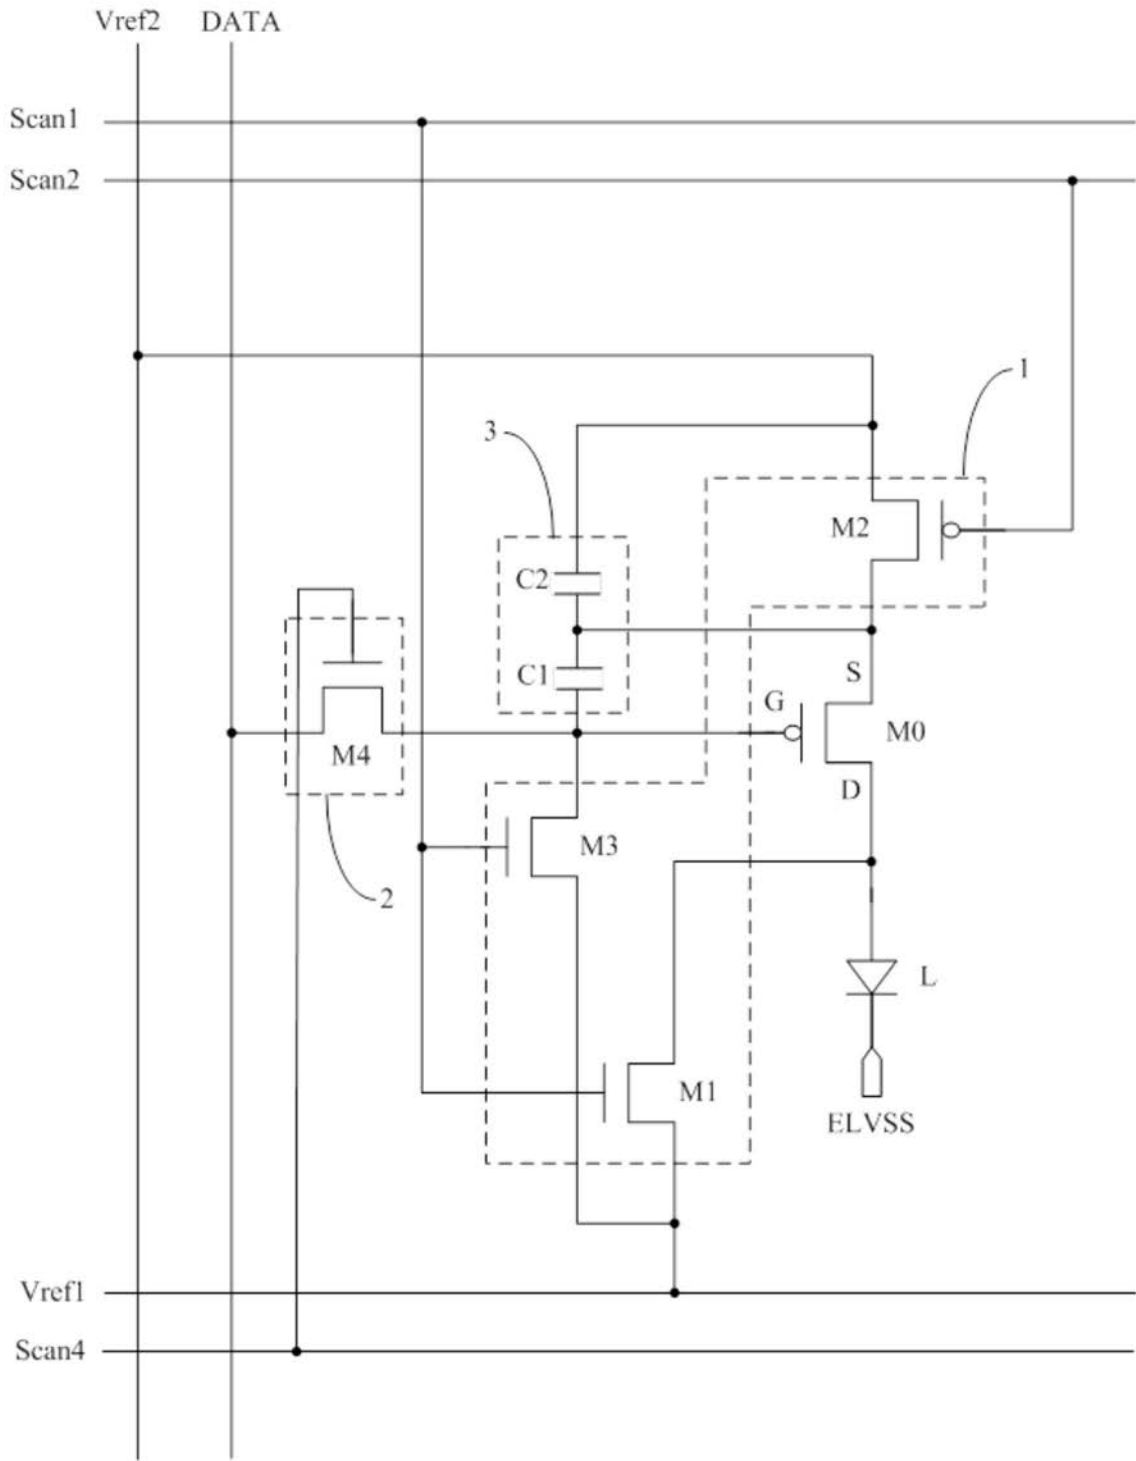 Vref2 DATA
Scan1
Scan2
1
3
M2
C2
C1
S
G
M0
M4
D
M3
2
L
M1
ELVSS
Vref1
Scan4